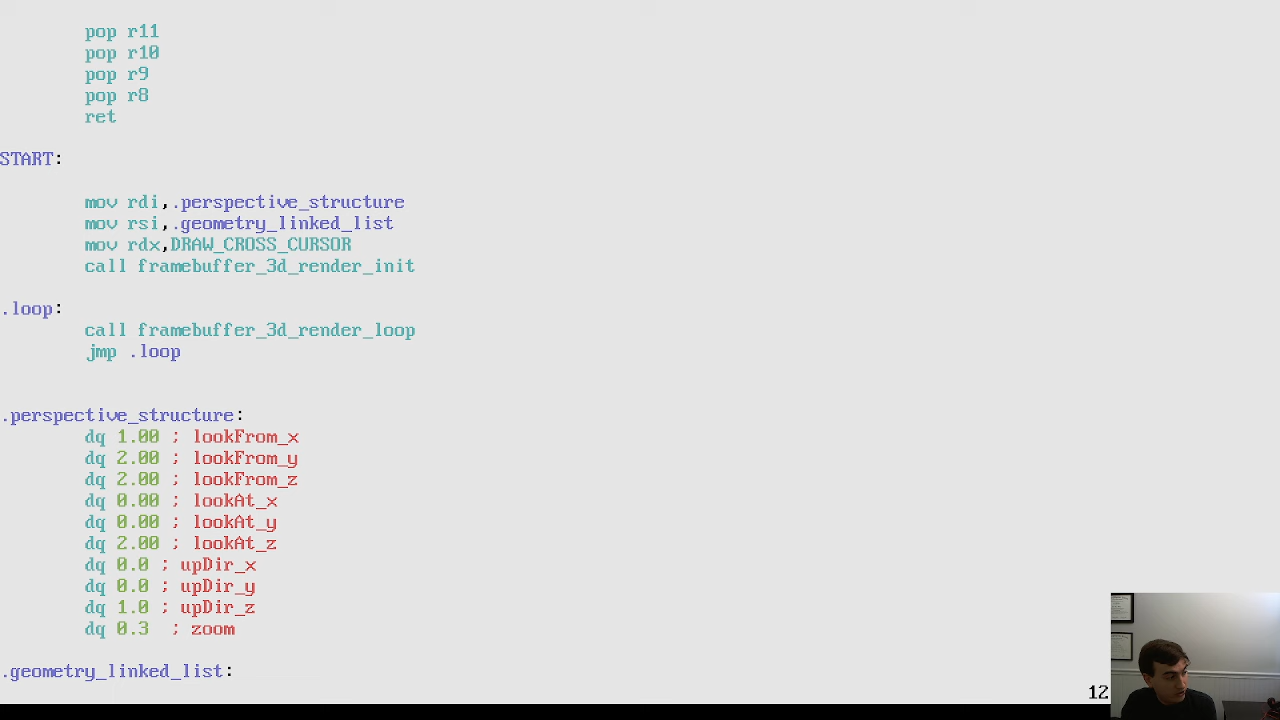 pop r11
pop r10
pop r9
pop r8
ret
START:
mov rdi,.perspective_structure
mov rsi,.geometry_linked_list
mov rdx,DRAW_CROSS_CURSOR
call framebuffer_3d_render_init
.loop:
call framebuffer_3d_render_loop
jmp .loop
.perspective_structure:
dq 1.00 ; lookFrom_x
dq 2.00 ; lookFrom_y
dq 2.00 ; lookFrom_z
dq 0.00 ; lookAt_x
dq 0.00 ; lookAt_y
dq 2.00 ; lookAt_z
dq 0.0 ; upDir_x
dq 0.0 ; upDir_y
dq 1.0 ; upDir_z
dq 0.3  ; zoom
.geometry_linked_list:
12